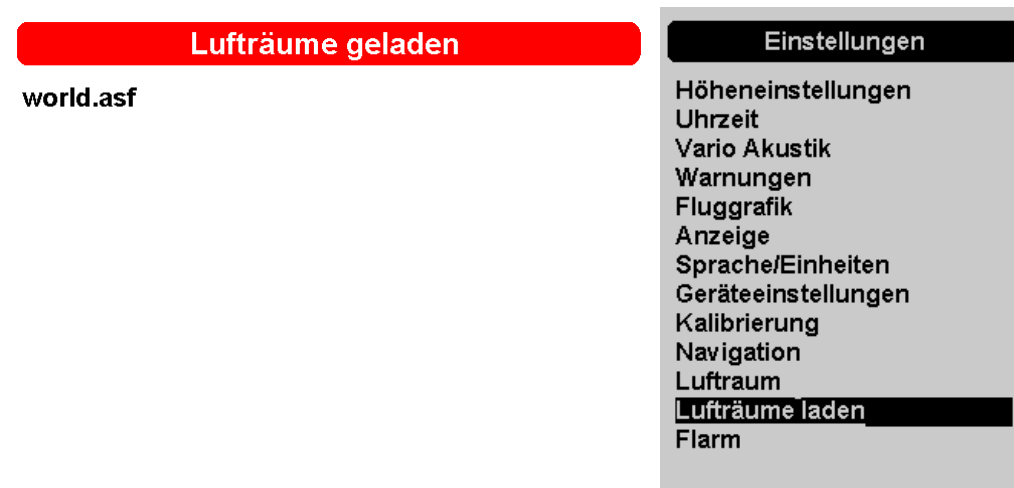 Lufträume geladen
world.asf
Einstellungen
Höheneinstellungen
Uhrzeit
Vario Akustik
Warnungen
Fluggrafik
Anzeige
Sprache/Einheiten
Geräteeinstellungen
Kalibrierung
Navigation
Luftraum
Lufträume laden
Flarm